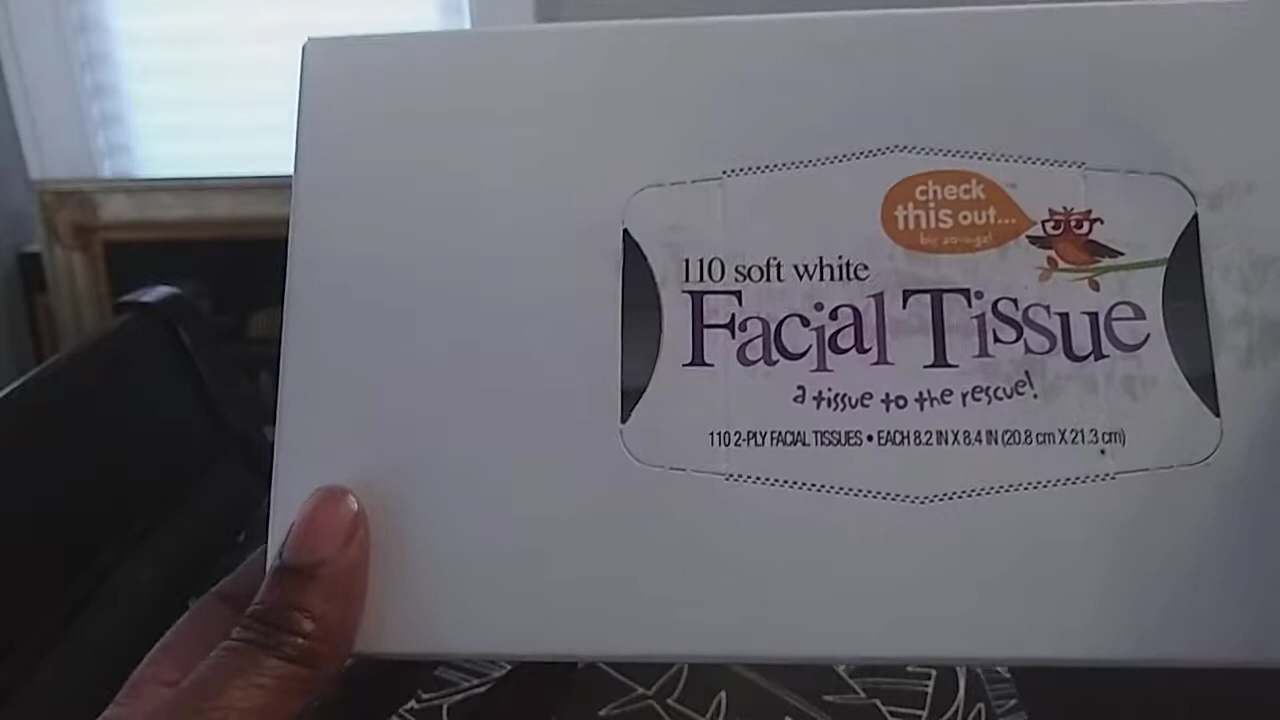 check
this out...
110 soft white
Facial Tissue
a tissue to the rescue!
110 2-PLY FACIAL TISSUES • EACH 8.2 IN X 8.4 IN (20.8 cm X 21.3 cm)